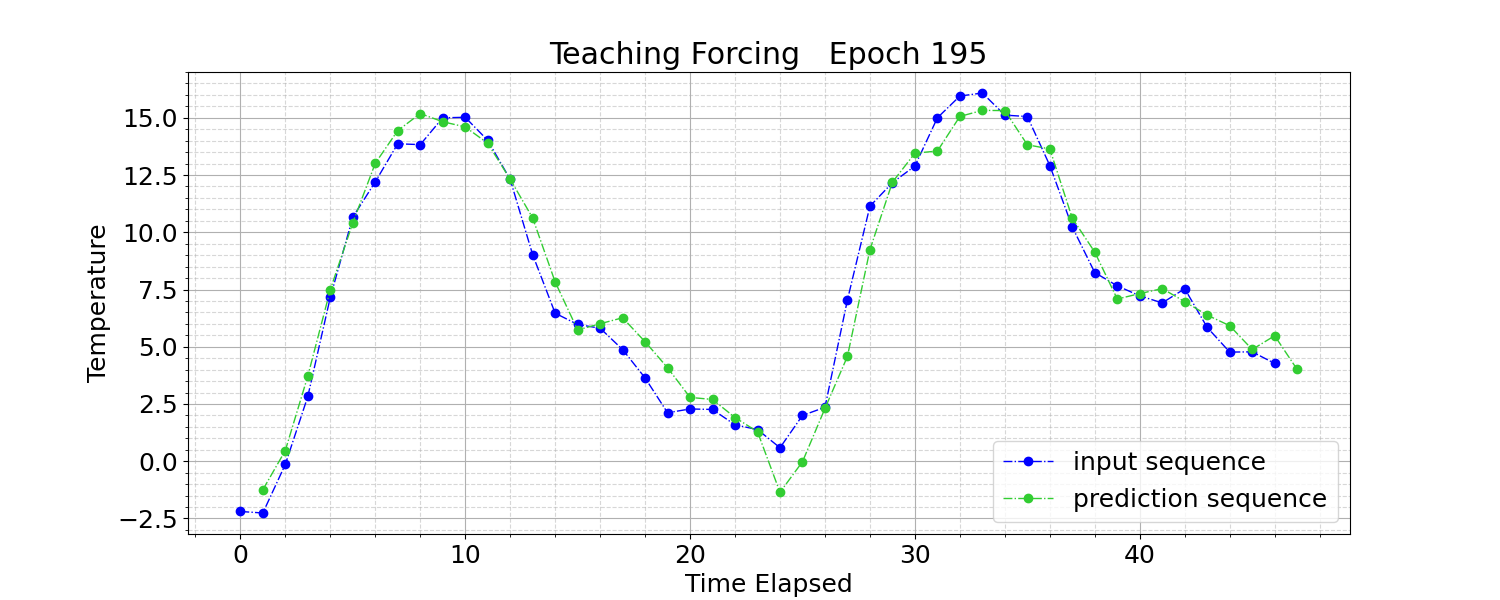 Teaching Forcing   Epoch 195
Temperature
15.0
12.5
10.0
7.5
5.0
2.5
0.0
−2.5
input sequence
prediction sequence
0 10 20 30 40
Time Elapsed